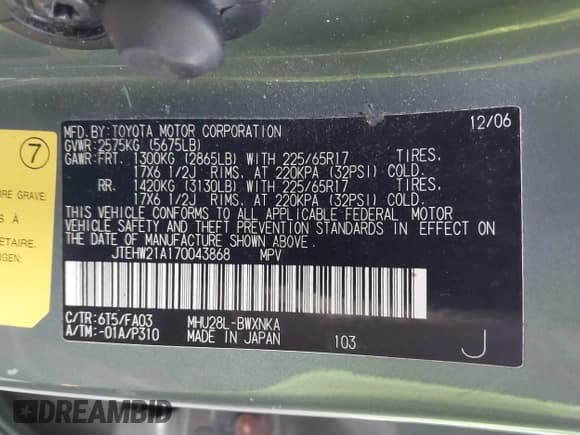 MFD.BY:TOYOTA MOTOR CORPORATION 12/06
GVWR:2575KG (5675LB)
GAWR:FRT. 1300KG (2865LB) WITH 225/65R17 TIRES.
17X6 1/2J RIMS. AT 220KPA (32PSI) COLD.
RR. 1420KG (3130LB) WITH 225/65R17 TIRES.
17X6 1/2J RIMS. AT 220KPA (32PSI) COLD.
THIS VEHICLE CONFORMS TO ALL APPLICABLE FEDERAL MOTOR
VEHICLE SAFETY AND THEFT PREVENTION STANDARDS IN EFFECT ON
THE DATE OF MANUFACTURE SHOWN ABOVE.
JTEHW21A170043868 MPV
C/TR:6T5/FA03 MHU28L-BWXNKA
A/TM:-01A/P310 MADE IN JAPAN 103 J
7
GRAVE.
À
DREAMBID